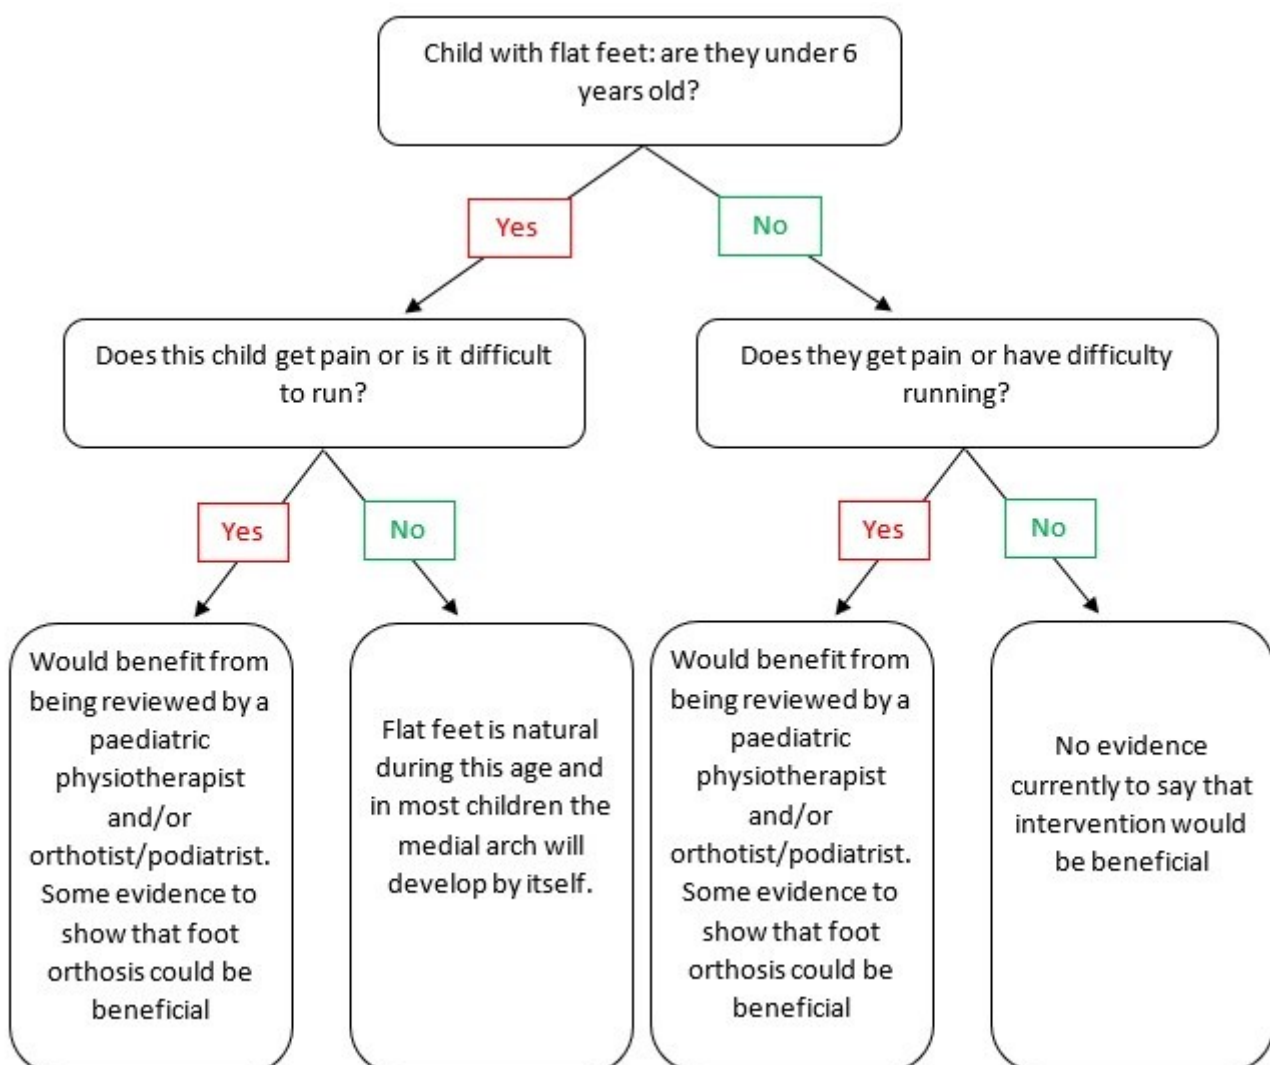 Child with flat feet: are they under 6
years old?
Yes
No
Does this child get pain or is it difficult
to run?
Does they get pain or have difficulty
running?
Yes
No
Yes
No
Would benefit from
being reviewed by a
paediatric
physiotherapist
and/or
orthotist/podiatrist.
Some evidence to
show that foot
orthosis could be
beneficial
Flat feet is natural
during this age and
in most children the
medial arch will
develop by itself.
Would benefit from
being reviewed by a
paediatric
physiotherapist
and/or
orthotist/podiatrist.
Some evidence to
show that foot
orthosis could be
beneficial
No evidence
currently to say that
intervention would
be beneficial